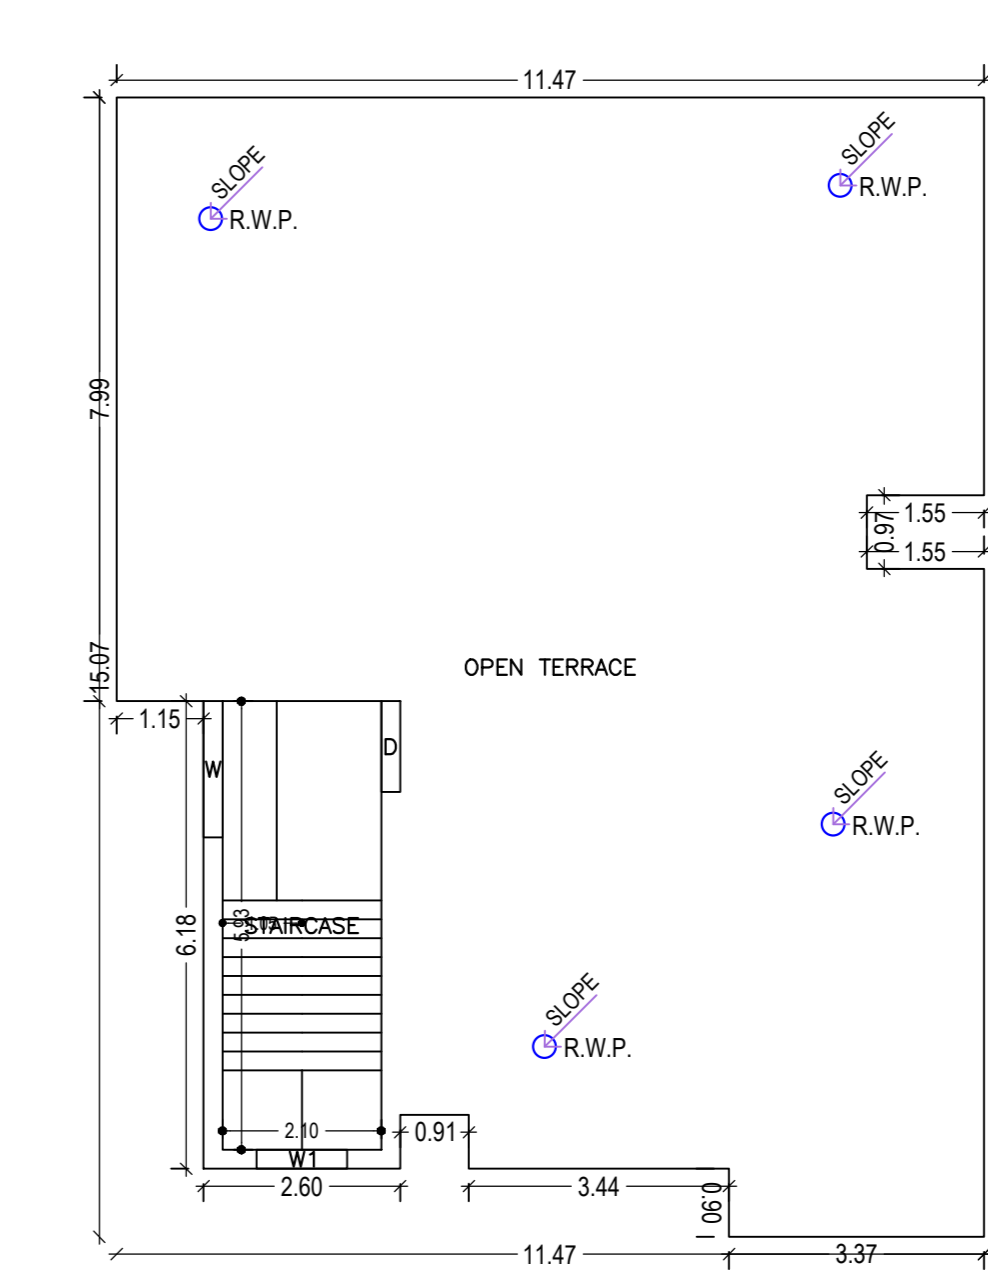 11.47
SLOPE
R.W.P.
SLOPE
R.W.P.
7.99
1.55
0.97
1.55
15.07
OPEN TERRACE
1.15
W
D
SLOPE
R.W.P.
6.18
5.93
STAIRCASE
SLOPE
R.W.P.
2.10
0.91
W1
2.60
3.44
0.90
11.47
3.37